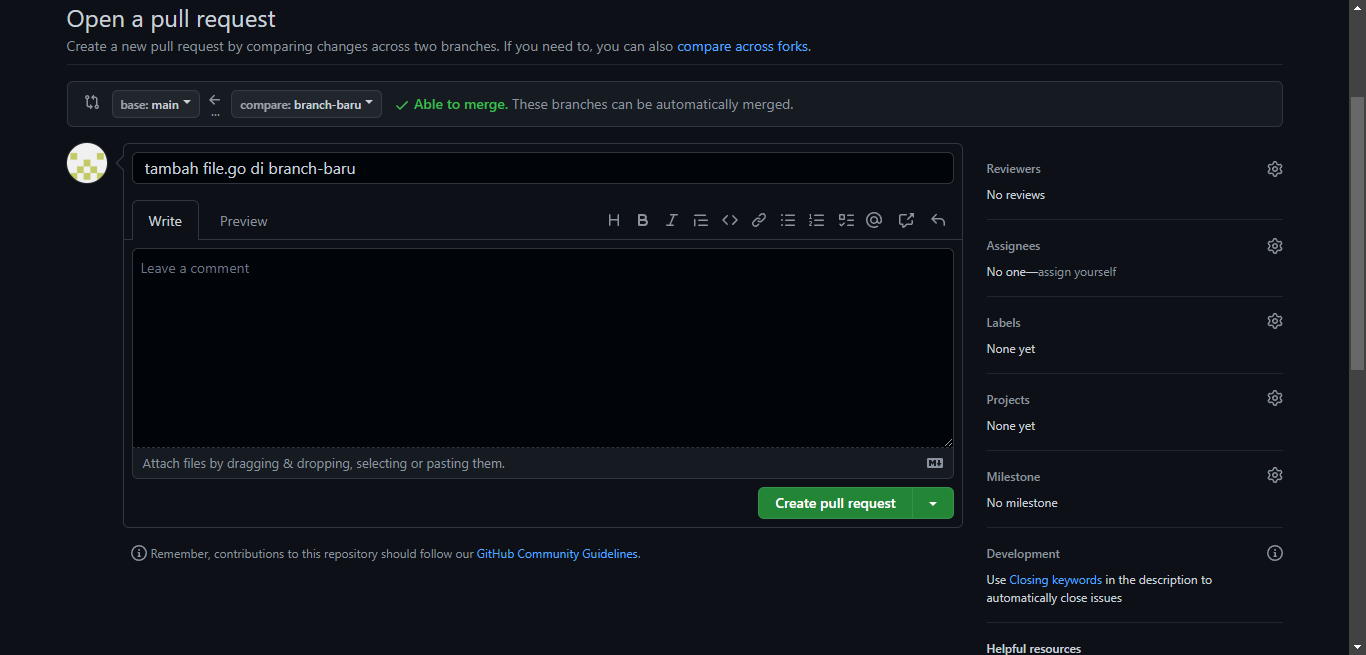 Open a pull request
Create a new pull request by comparing changes across two branches. If you need to, you can also compare across forks.
base: main
...
compare: branch-baru
Able to merge. These branches can be automatically merged.
tambah file.go di branch-baru
Write
Preview
Leave a comment
Attach files by dragging & dropping, selecting or pasting them.
Create pull request
Remember, contributions to this repository should follow our GitHub Community Guidelines.
Reviewers
No reviews
Assignees
No one—assign yourself
Labels
None yet
Projects
None yet
Milestone
No milestone
Development
Use Closing keywords in the description to
automatically close issues
Helpful resources